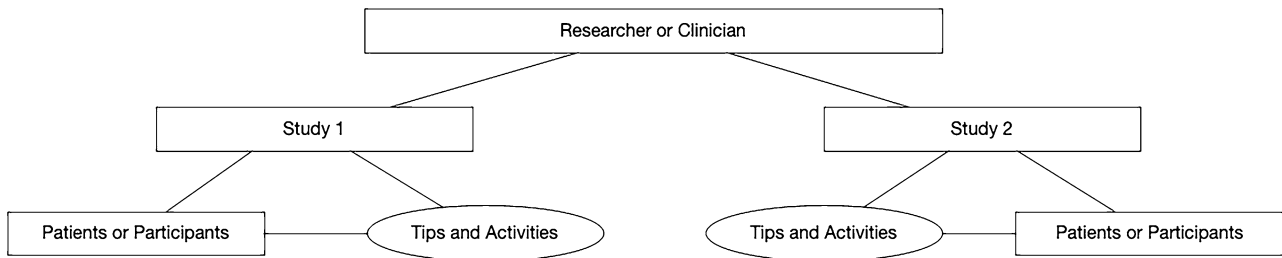 Researcher or Clinician
Study 1
Study 2
Patients or Participants
Tips and Activities
Tips and Activities
Patients or Participants